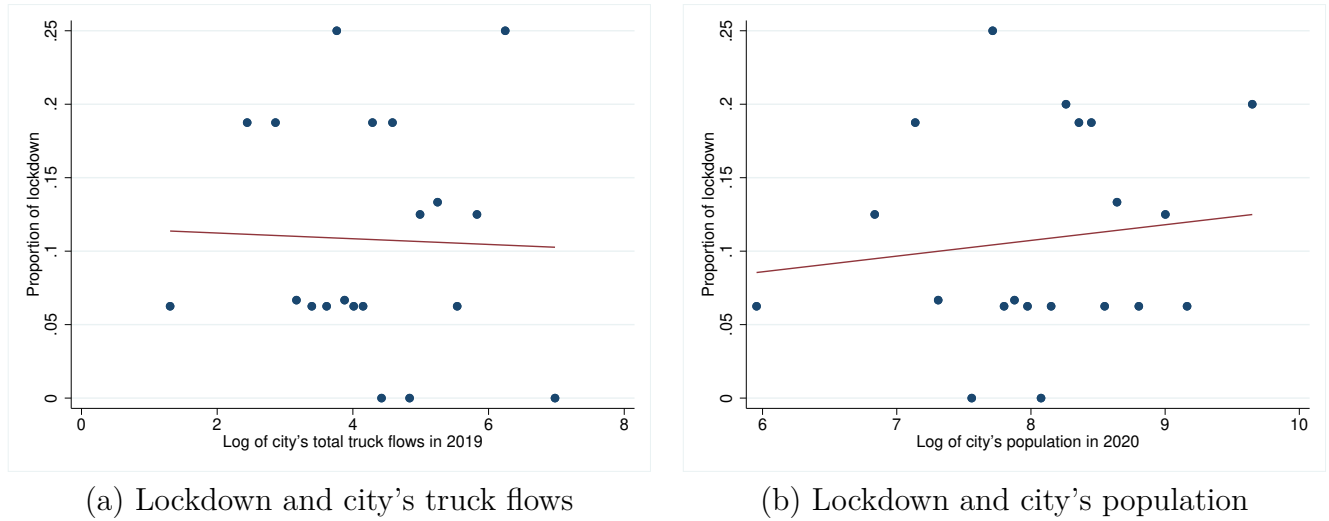 Proportion of lockdown
.25
.2
.15
.1
.05
0
0 2 4 6 8
Log of city's total truck flows in 2019
(a) Lockdown and city's truck flows
Proportion of lockdown
.25
.2
.15
.1
.05
0
6 7 8 9 10
Log of city's population in 2020
(b) Lockdown and city's population